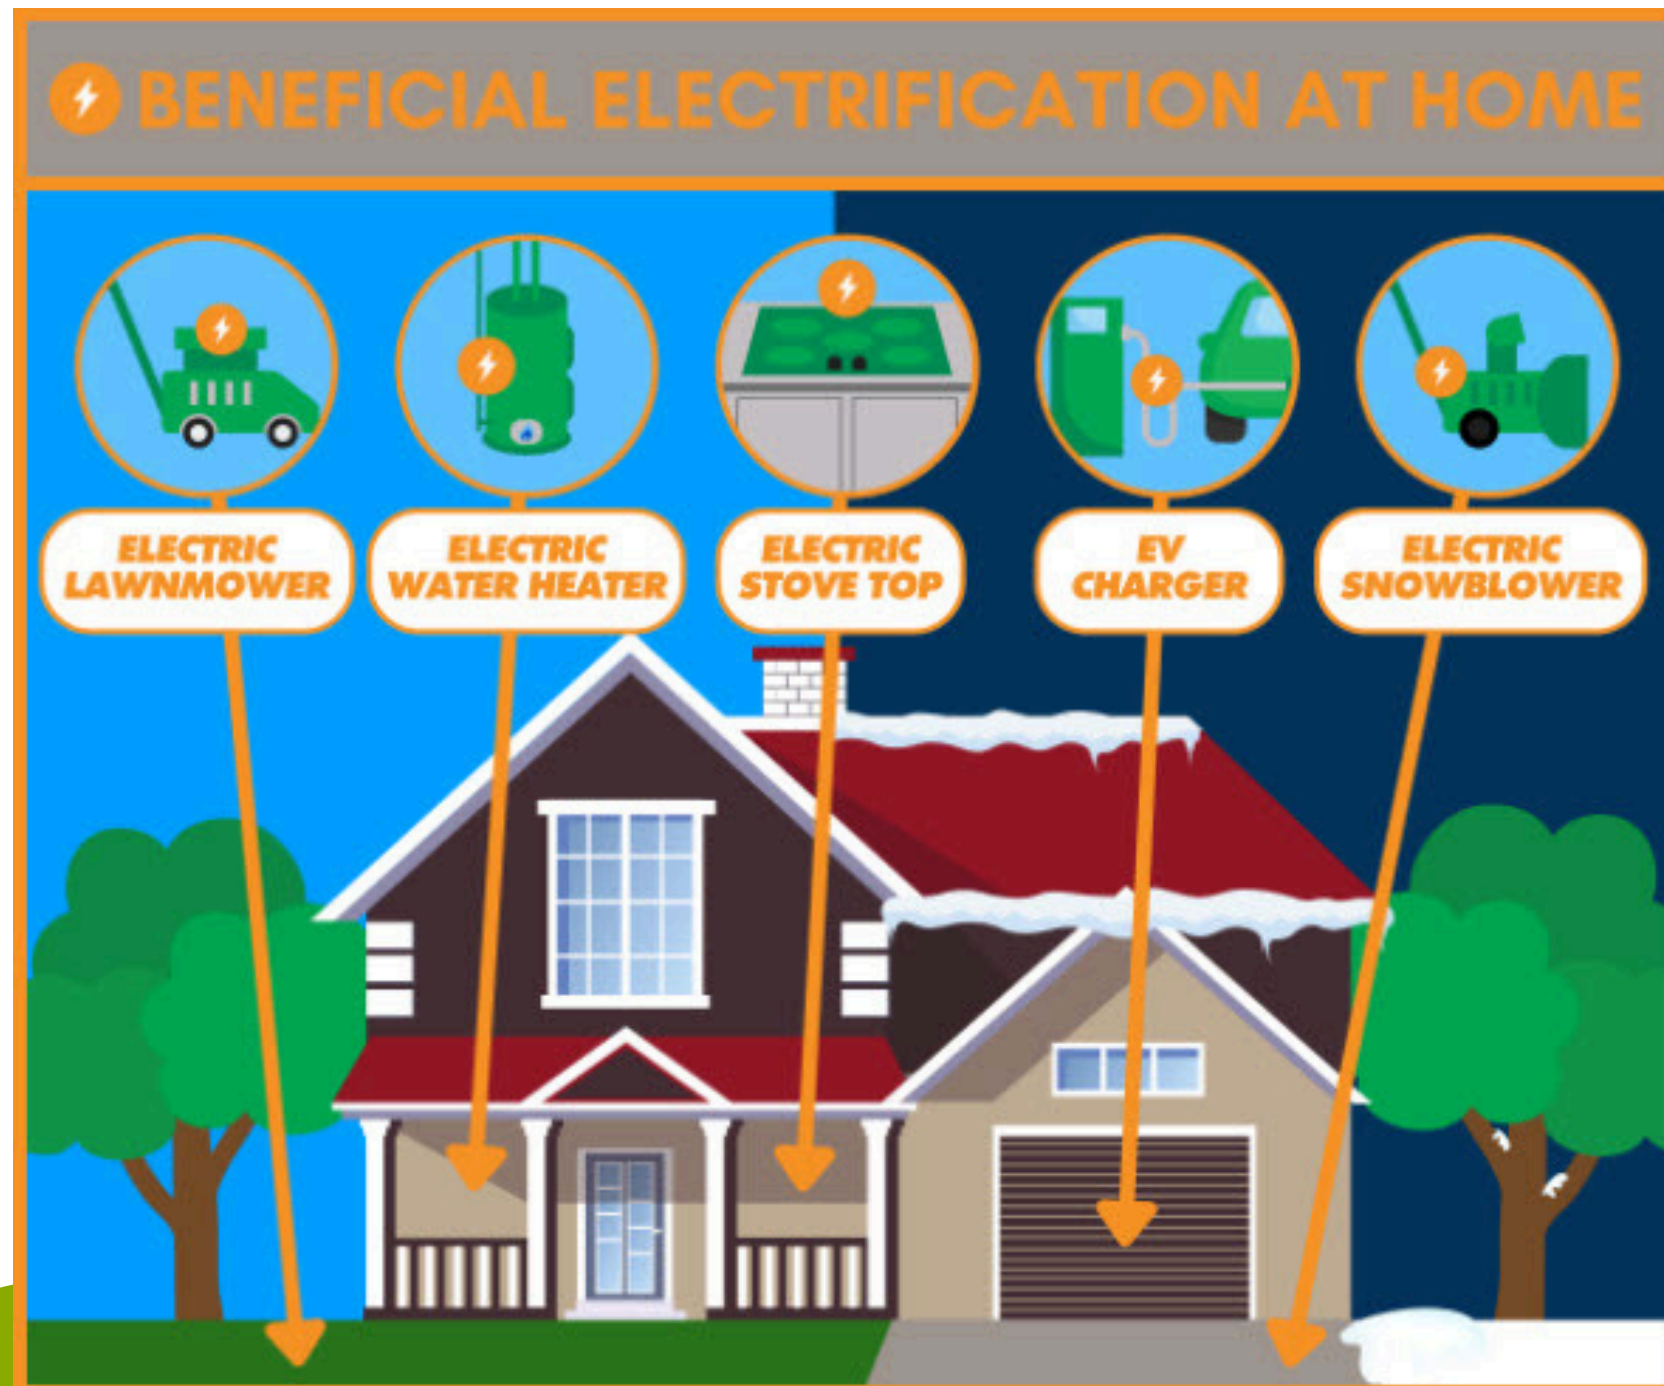 BENEFICIAL ELECTRIFICATION AT HOME
ELECTRIC
LAWNMOWER
ELECTRIC
WATER HEATER
ELECTRIC
STOVE TOP
EV
CHARGER
ELECTRIC
SNOWBLOWER